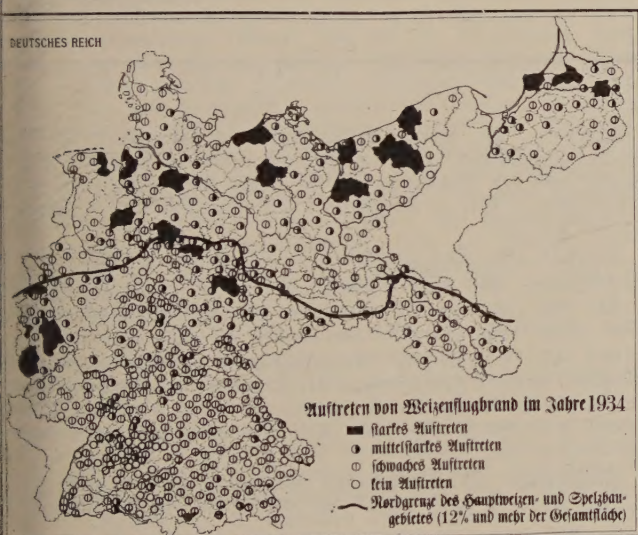 DEUTSCHES REICH
Auftreten von Weizenflugbrand im Jahre 1934
starkes Auftreten
mittelstarkes Auftreten
schwaches Auftreten
kein Auftreten
Nordgrenze des Hauptweizen- und Spelzbau-
gebietes (12% und mehr der Gesamtfläche)